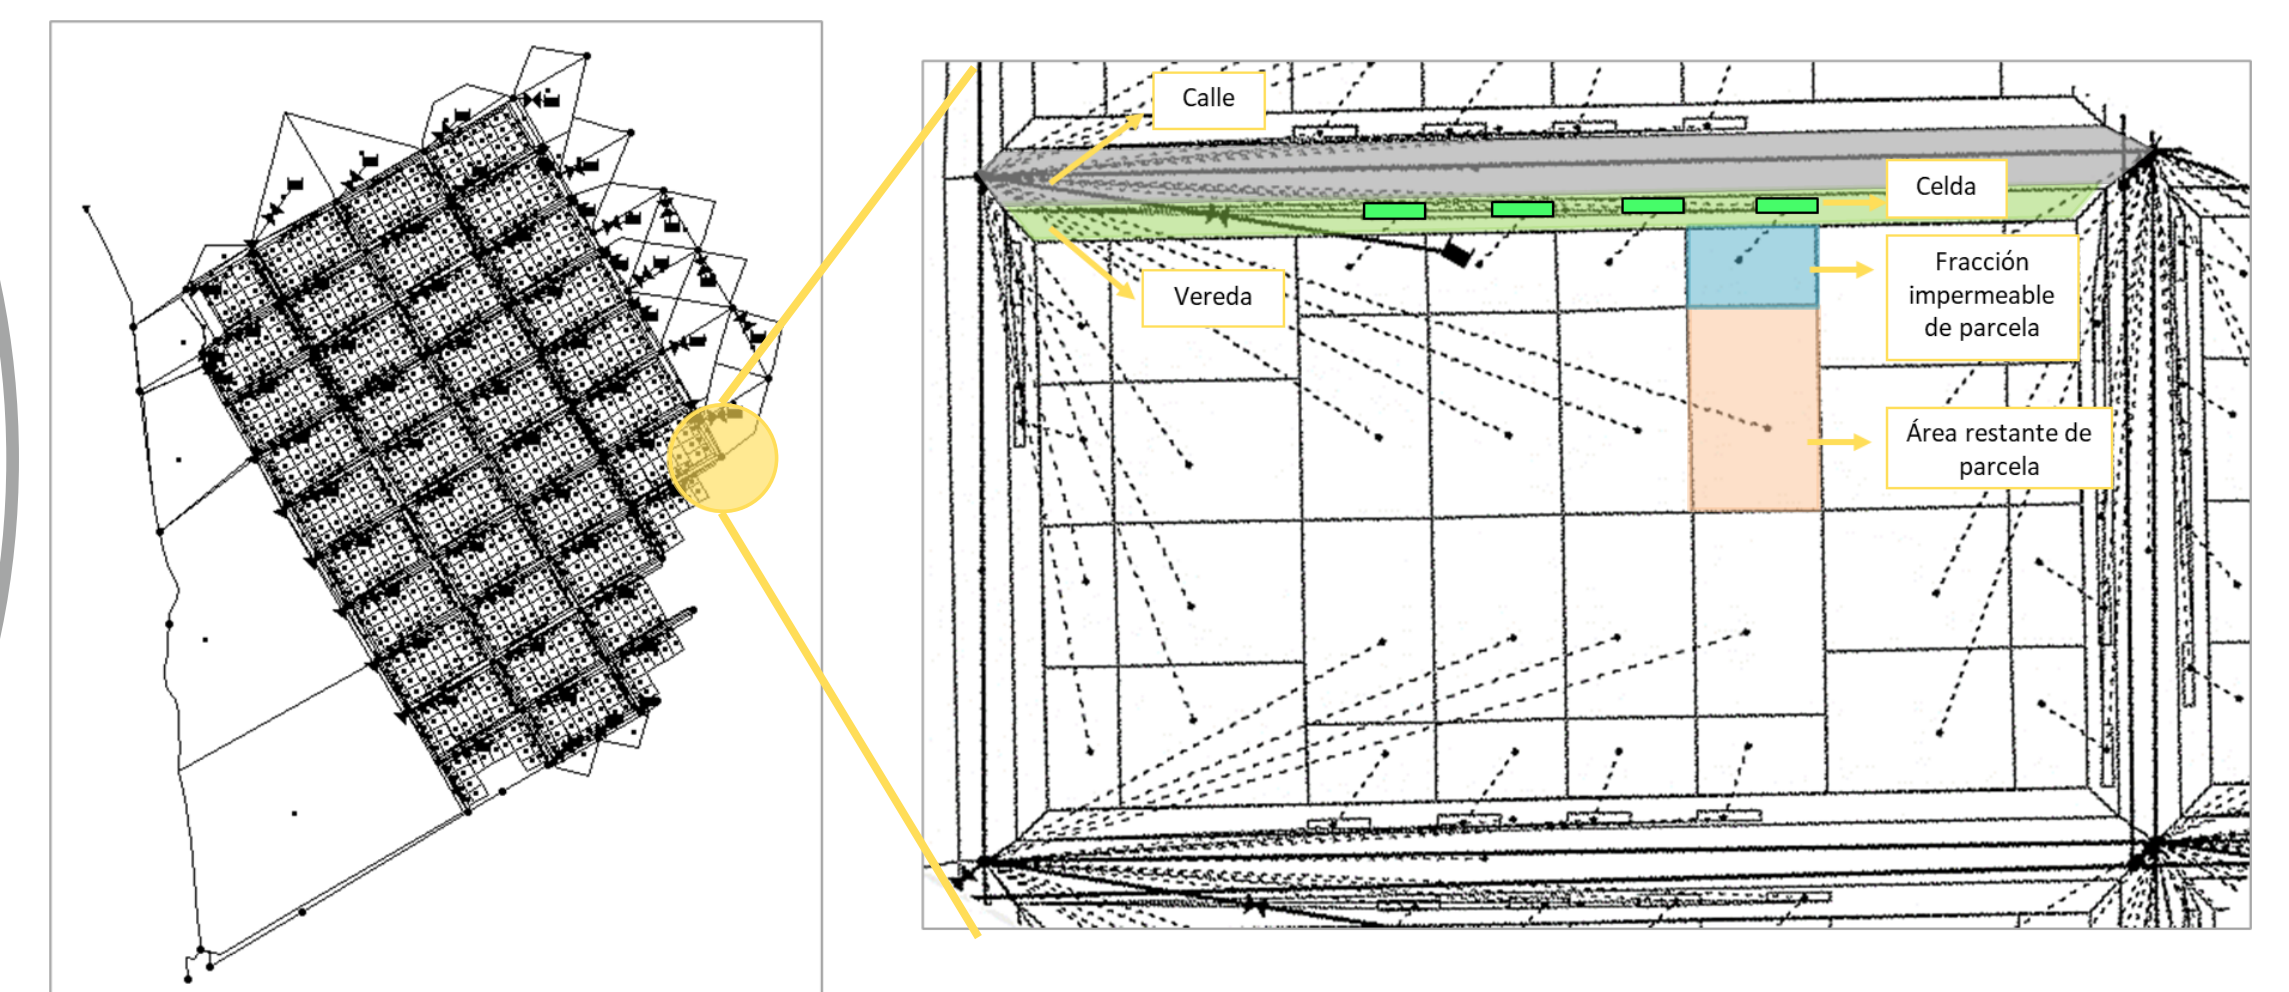 Calle
Celda
Fracción
impermeable
de parcela
Vereda
Área restante de
parcela